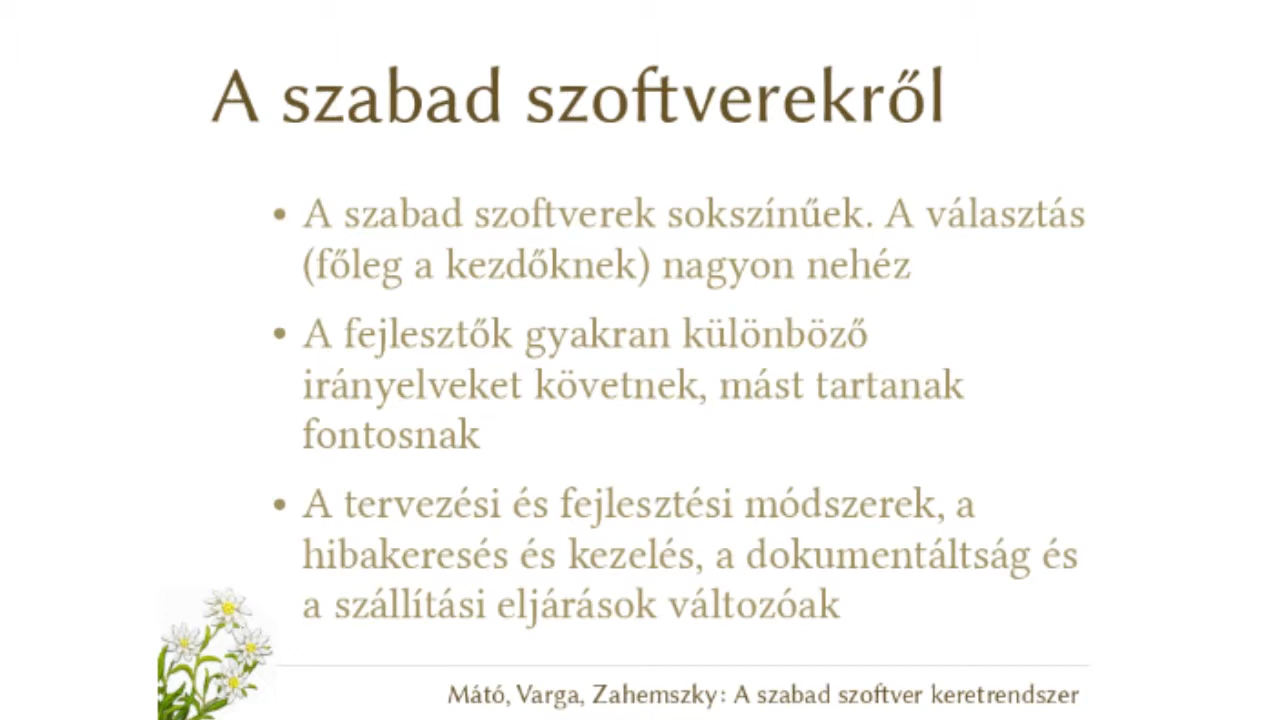 A szabad szoftverekről
• A szabad szoftverek sokszínűek. A választás
(főleg a kezdőknek) nagyon nehéz
• A fejlesztők gyakran különböző
irányelveket követnek, mást tartanak
fontosnak
• A tervezési és fejlesztési módszerek, a
hibakeresés és kezelés, a dokumentáltság és
a szállítási eljárások változóak
Mátó, Varga, Zahemszky: A szabad szoftver keretrendszer